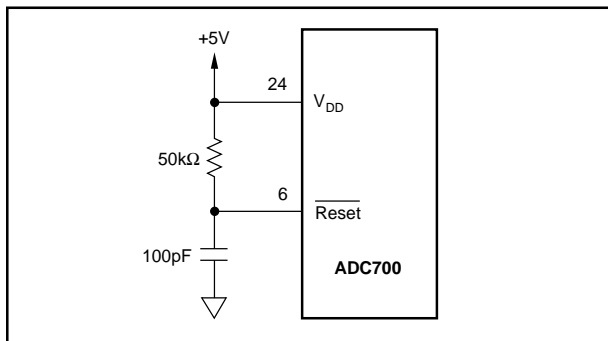 +5V
24
V_DD
50kΩ
6
Reset
100pF
ADC700